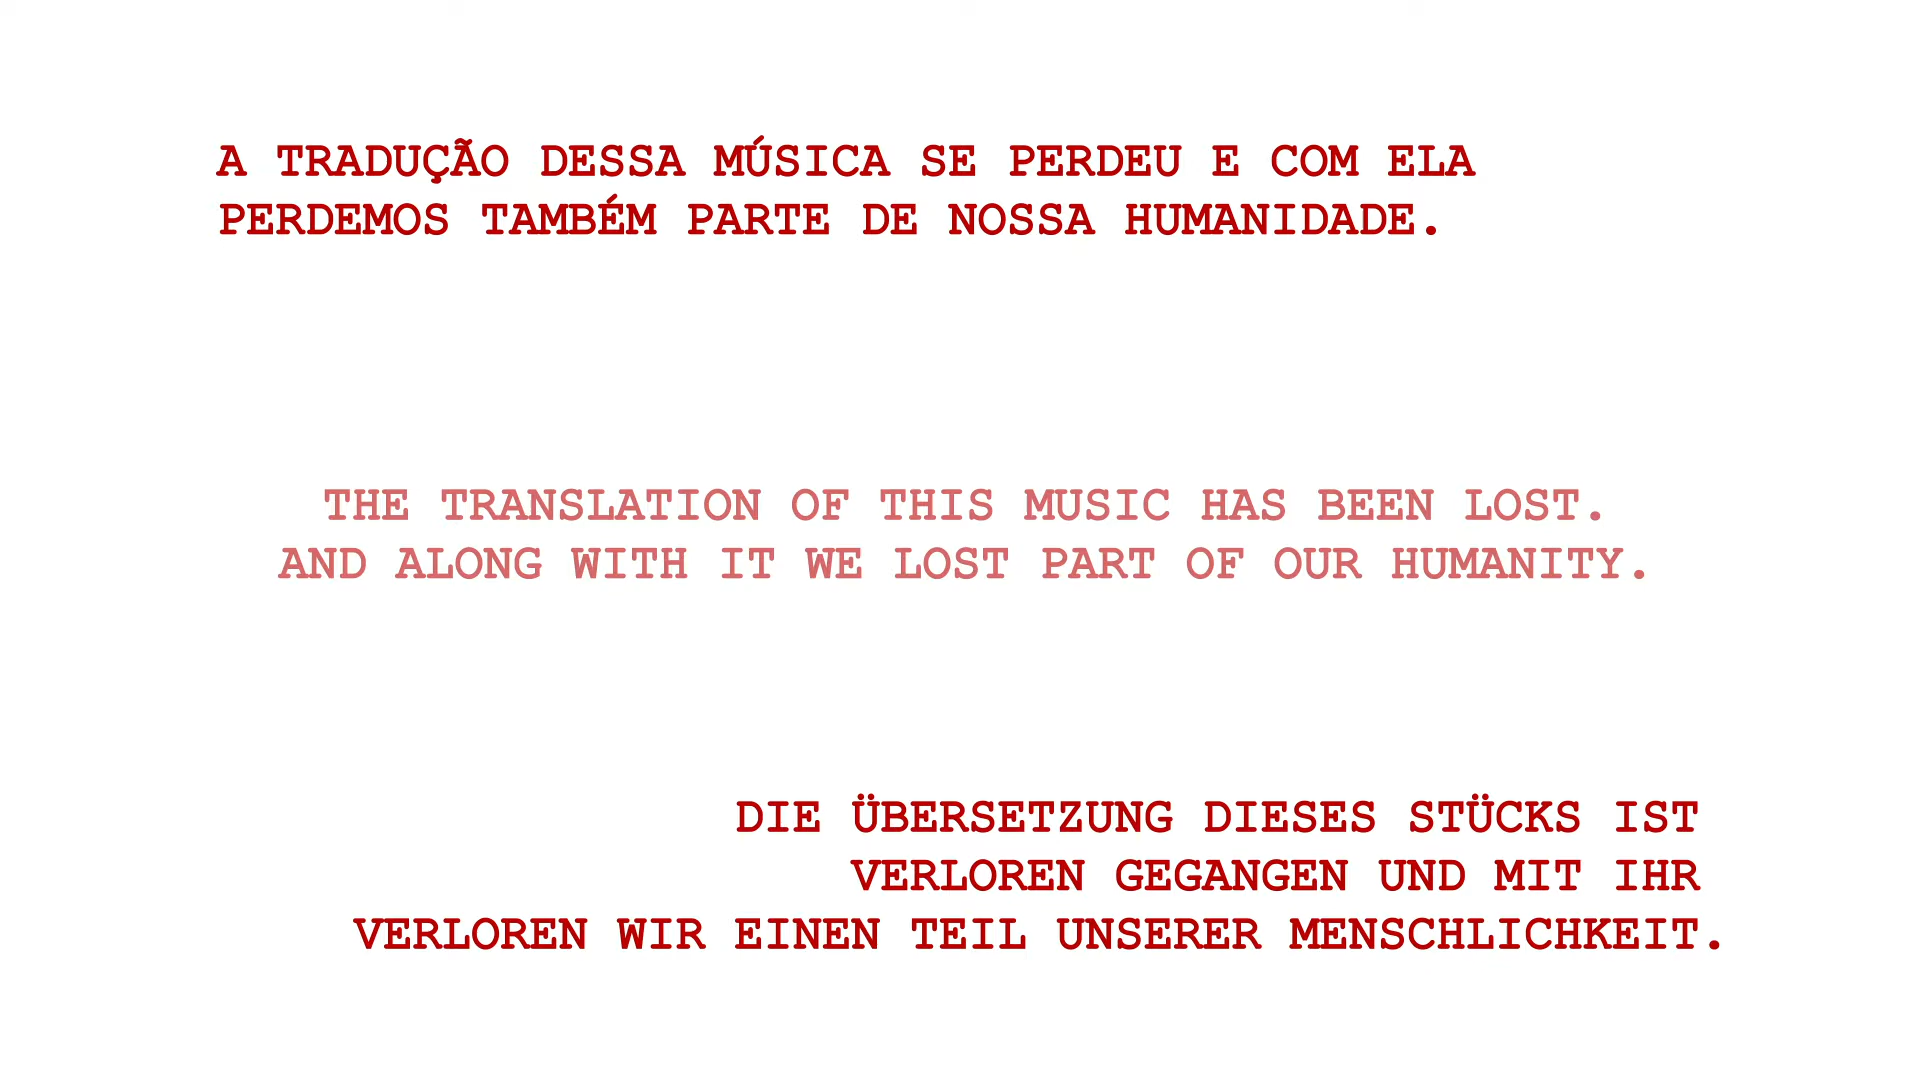 A TRADUÇÃO DESSA MÚSICA SE PERDEU E COM ELA
PERDEMOS TAMBÉM PARTE DE NOSSA HUMANIDADE.
THE TRANSLATION OF THIS MUSIC HAS BEEN LOST.
AND ALONG WITH IT WE LOST PART OF OUR HUMANITY.
DIE ÜBERSETZUNG DIESES STÜCKS IST
VERLOREN GEGANGEN UND MIT IHR
VERLOREN WIR EINEN TEIL UNSERER MENSCHLICHKEIT.